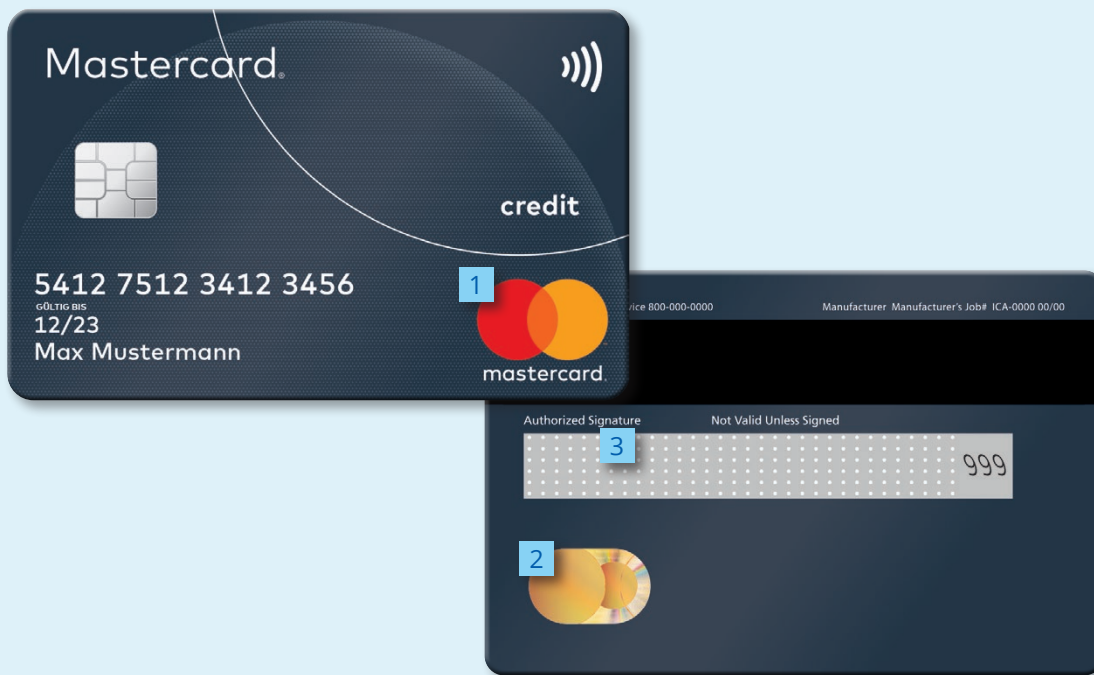 Mastercard®
credit
5412 7512 3412 3456
GÜLTIG BIS
12/23
Max Mustermann
1
mastercard.
800-000-0000 Manufacturer Manufacturer's Job# ICA-0000 00/00
Authorized Signature Not Valid Unless Signed
3
999
2